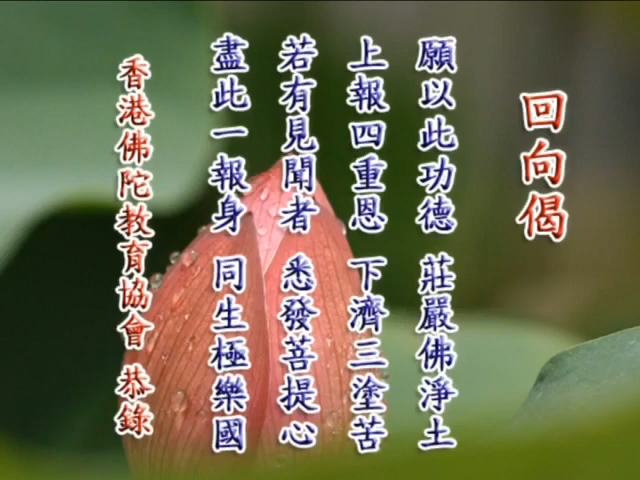 回向偈
願以此功德 莊嚴佛淨土
上報四重恩 下濟三塗苦
若有見聞者 悉發菩提心
盡此一報身 同生極樂國
香港佛陀教育協會 恭錄